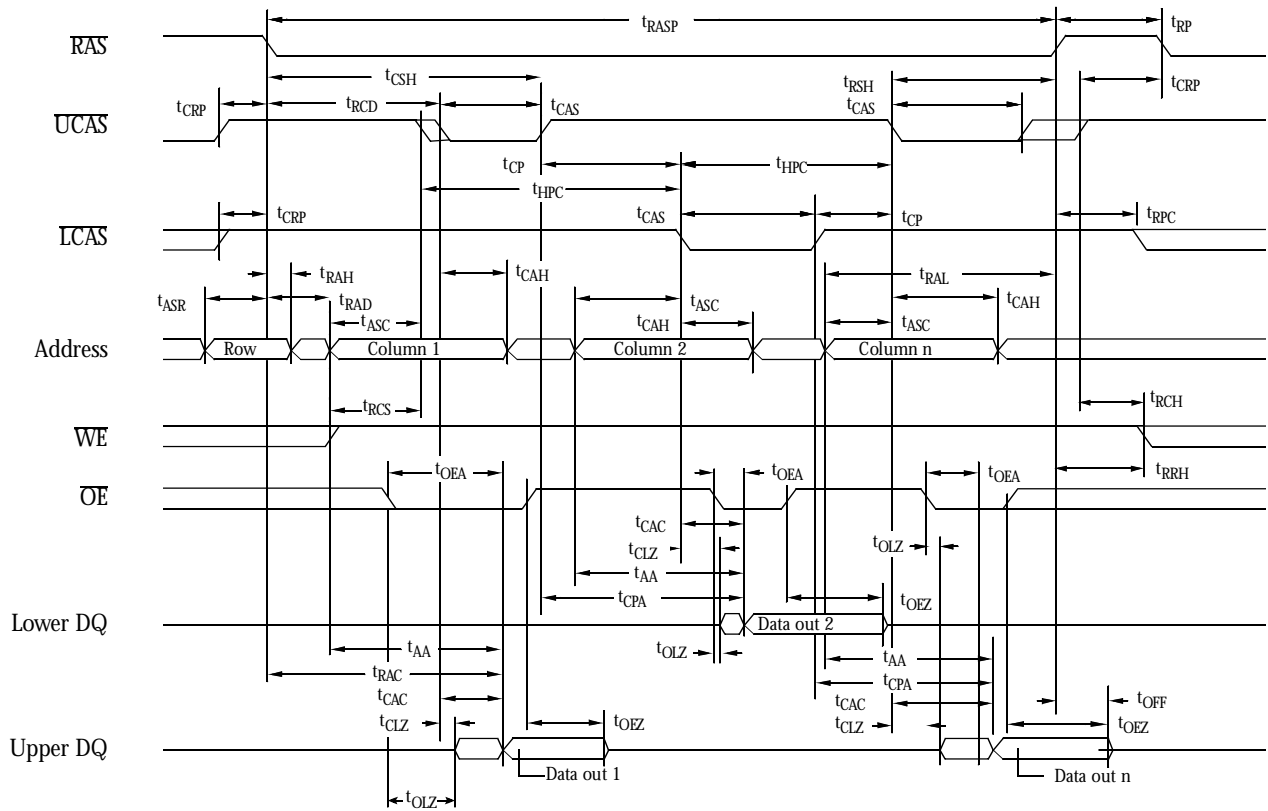 tRASP
tRP
RAS
tCSH
tRSH
tCRP
tRCD
tCAS
tCAS
tCRP
UCAS
tCP
tHPC
tHPC
tCRP
tCAS
tCP
tRPC
LCAS
tRAH
tCAH
tRAL
tASR
tRAD
tASC
tCAH
tASC
tCAH
tASC
Address
Row
Column 1
Column 2
Column n
tRCS
tRCH
WE
tOEA
tOEA
tOEA
tRRH
OE
tCAC
tCLZ
tOLZ
tAA
tCPA
tOEZ
Lower DQ
Data out 2
tAA
tOLZ
tAA
tRAC
tCPA
tCAC
tCAC
tOFF
tCLZ
tOEZ
tCLZ
tOEZ
Upper DQ
Data out 1
Data out n
tOLZ